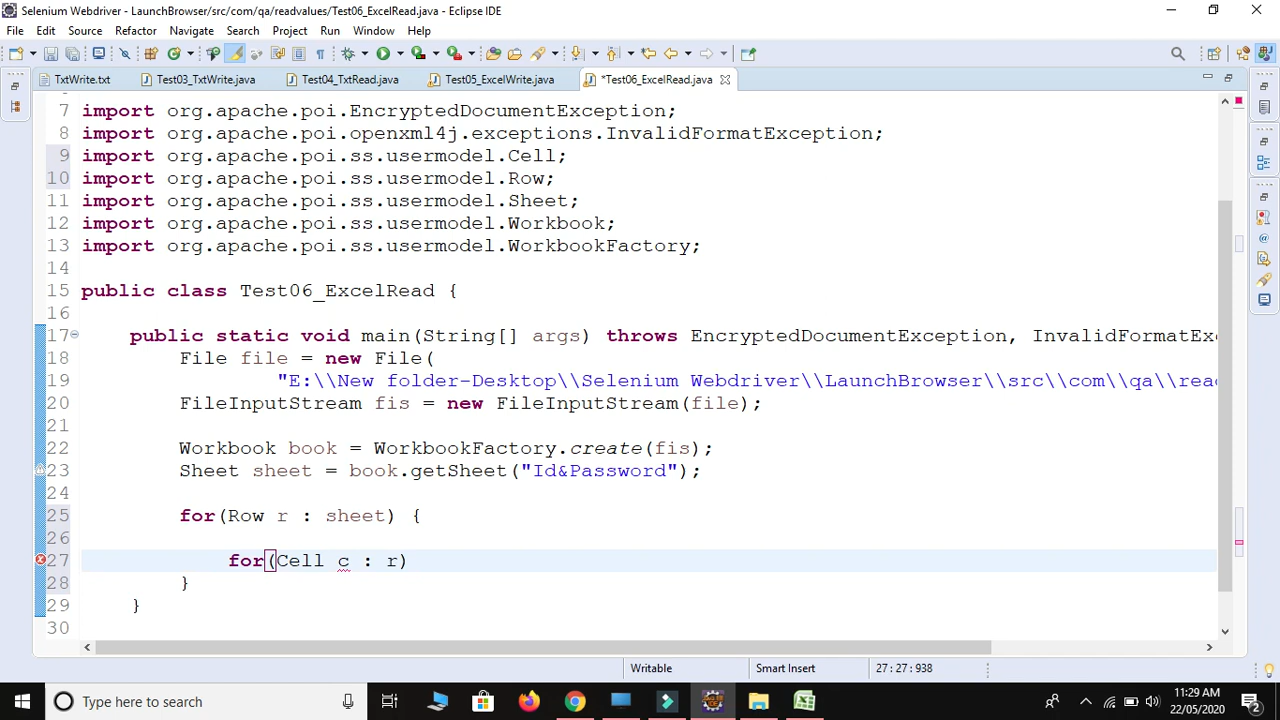 Selenium Webdriver - LaunchBrowser/src/com/qa/readvalues/Test06_ExcelRead.java - Eclipse IDE
File Edit Source Refactor Navigate Search Project Run Window Help
TxtWrite.txt Test03_TxtWrite.java Test04_TxtRead.java Test05_ExcelWrite.java *Test06_ExcelRead.java
7 import org.apache.poi.EncryptedDocumentException;
8 import org.apache.poi.openxml4j.exceptions.InvalidFormatException;
9 import org.apache.poi.ss.usermodel.Cell;
10 import org.apache.poi.ss.usermodel.Row;
11 import org.apache.poi.ss.usermodel.Sheet;
12 import org.apache.poi.ss.usermodel.Workbook;
13 import org.apache.poi.ss.usermodel.WorkbookFactory;
14
15 public class Test06_ExcelRead {
16
17 public static void main(String[] args) throws EncryptedDocumentException, InvalidFormatExc
18 File file = new File(
19 "E:\\New folder-Desktop\\Selenium Webdriver\\LaunchBrowser\\src\\com\\qa\\rea
20 FileInputStream fis = new FileInputStream(file);
21
22 Workbook book = WorkbookFactory.create(fis);
23 Sheet sheet = book.getSheet("Id&Password");
24
25 for(Row r : sheet) {
26
27 for(Cell c : r)
28 }
29 }
30
Writable Smart Insert 27 : 27 : 938
Type here to search
11:29 AM
22/05/2020
2